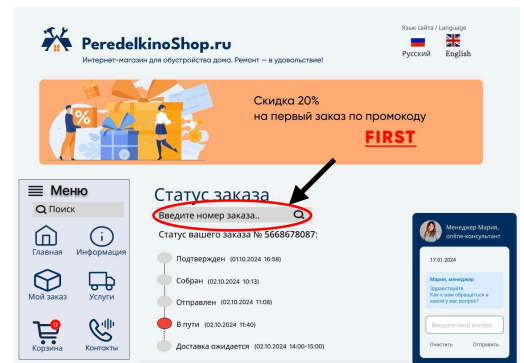 Язык сайта / Language
PeredelkinoShop.ru
Интернет-магазин для обустройства дома. Ремонт – в удовольствие!
Русский English
Скидка 20%
на первый заказ по промокоду
FIRST
%
Меню
Поиск
Главная Информация
Мой заказ Услуги
0
Корзина Контакты
Статус заказа
Введите номер заказа..
Статус вашего заказа № 5668678087:
Подтвержден (01.10.2024 16:58)
Собран (02.10.2024 10:13)
Отправлен (02.10.2024 11:08)
В пути (02.10.2024 11:40)
Доставка ожидается (02.10.2024 14:00-15:00)
Менеджер Мария,
online-консультант
17.01.2024
Мария, менеджер
Здравствуйте.
Как к вам обращаться и
какой у вас вопрос?
Введите свой вопрос
Очистить Отправить